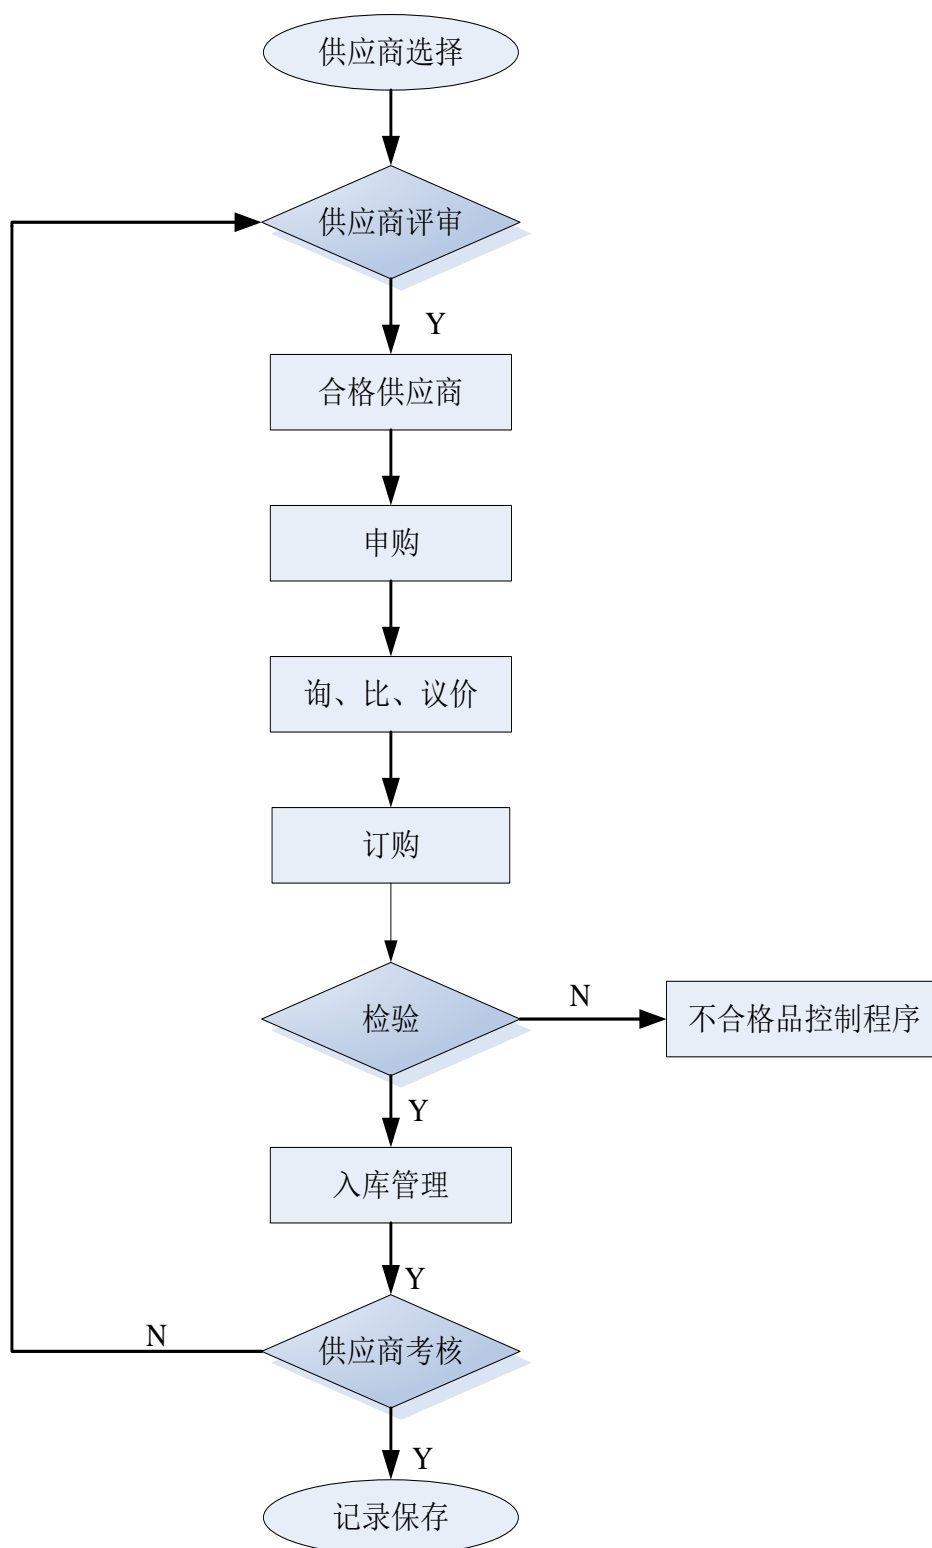 供应商选择
供应商评审
Y
合格供应商
申购
询、比、议价
订购
检验
N
不合格品控制程序
Y
入库管理
Y
N
供应商考核
Y
记录保存